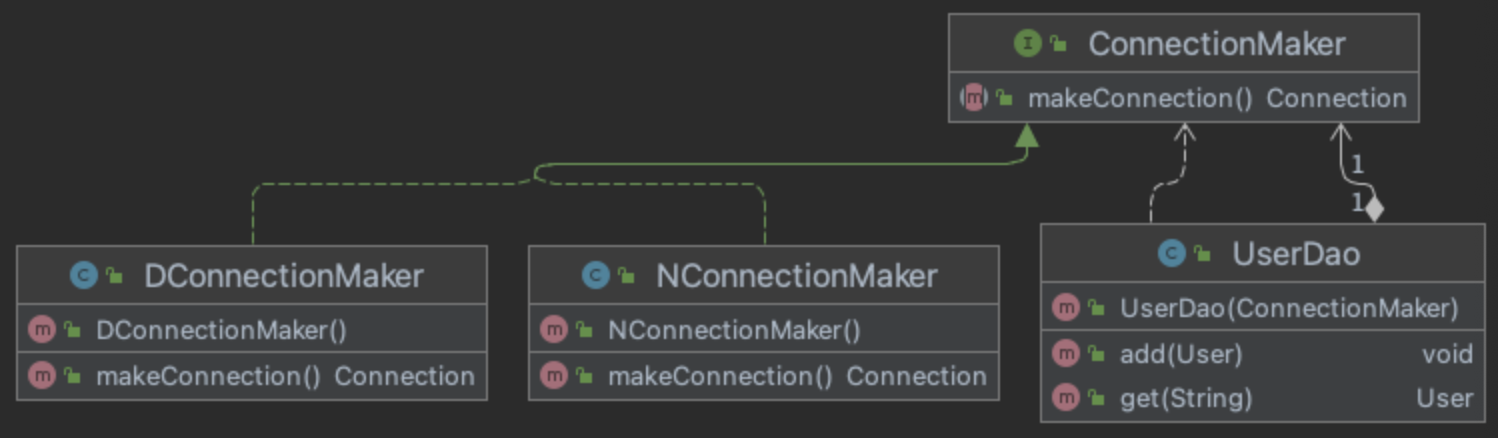 ConnectionMaker
makeConnection() Connection
1
1
DConnectionMaker
DConnectionMaker()
makeConnection() Connection
NConnectionMaker
NConnectionMaker()
makeConnection() Connection
UserDao
UserDao(ConnectionMaker)
add(User) void
get(String) User